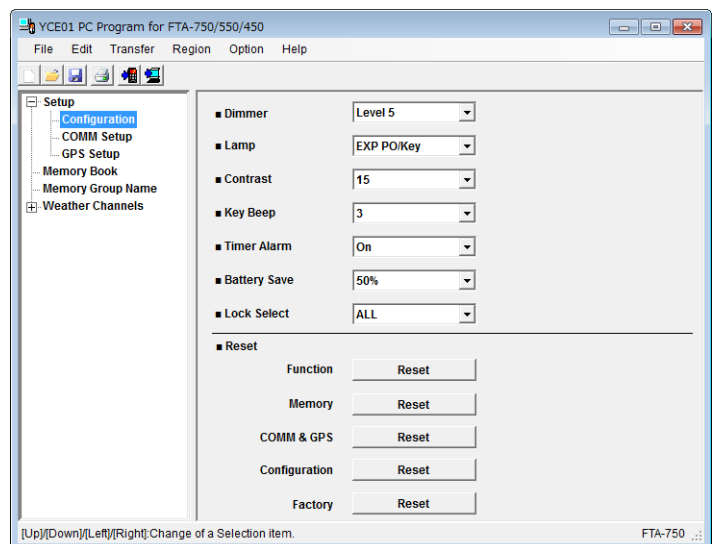 YCE01 PC Program for FTA-750/550/450
File Edit Transfer Region Option Help
Setup
Configuration
COMM Setup
GPS Setup
Memory Book
Memory Group Name
Weather Channels
■ Dimmer Level 5
■ Lamp EXP PO/Key
■ Contrast 15
■ Key Beep 3
■ Timer Alarm On
■ Battery Save 50%
■ Lock Select ALL
■ Reset
Function Reset
Memory Reset
COMM & GPS Reset
Configuration Reset
Factory Reset
[Up]/[Down]/[Left]/[Right]:Change of a Selection item. FTA-750